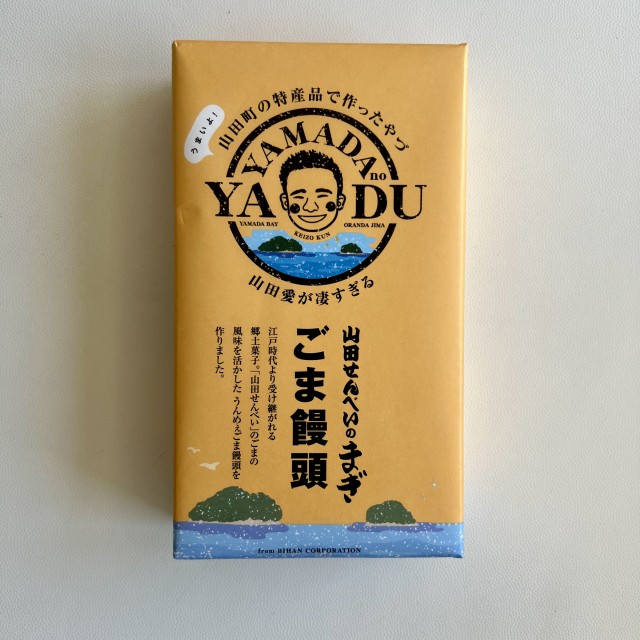 うまいよ!
山田町の特産品で作ったやつ
YAMADA
no
YA DU
YAMADA BAY
KEIZO KUN
ORANDA JIMA
山田愛が凄すぎる
山田せんべいのまぎ
ごま饅頭
江戸時代より受け継がれる
郷土菓子。「山田せんべい」のごまの
風味を活かした うんめぇごま饅頭を
作りました。
from BIHAN CORPORATION